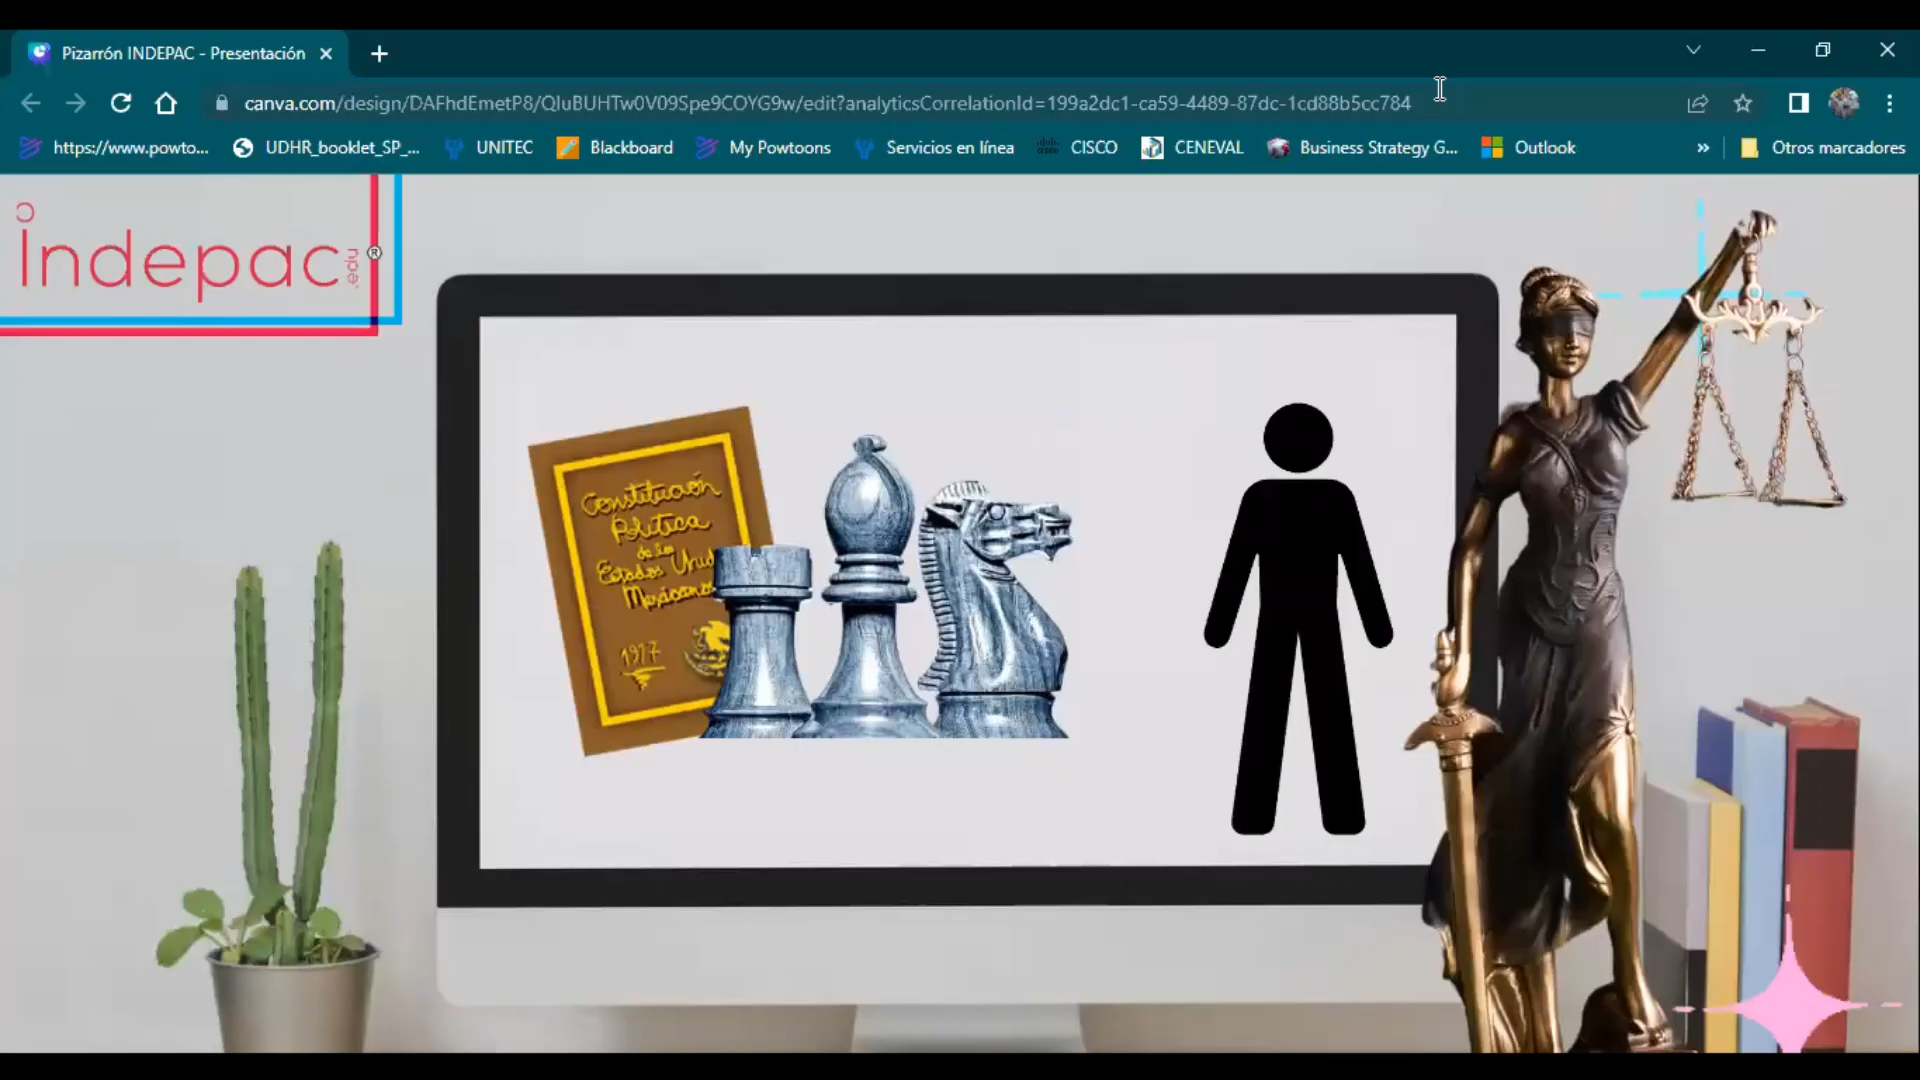 Pizarrón INDEPAC - Presentación
canva.com/design/DAFhdEmetP8/QIuBUHTw0V09Spe9COYG9w/edit?analyticsCorrelationId=199a2dc1-ca59-4489-87dc-1cd88b5cc784
https://www.powto... UDHR_booklet_SP_... UNITEC Blackboard My Powtoons Servicios en línea CISCO CENEVAL Business Strategy G... Outlook » Otros marcadores
Indepac .edu ®
Constitución
Política
de los
Estados Unid
Mexicanos
1917